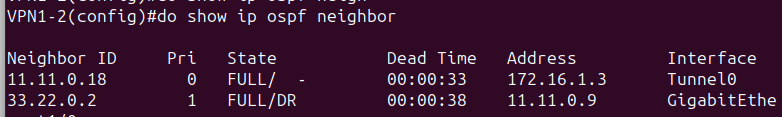 VPN1-2(config)#do show ip ospf neighbor
Neighbor ID Pri State Dead Time Address Interface
11.11.0.18 0 FULL/ - 00:00:33 172.16.1.3 Tunnel0
33.22.0.2 1 FULL/DR 00:00:38 11.11.0.9 GigabitEthe